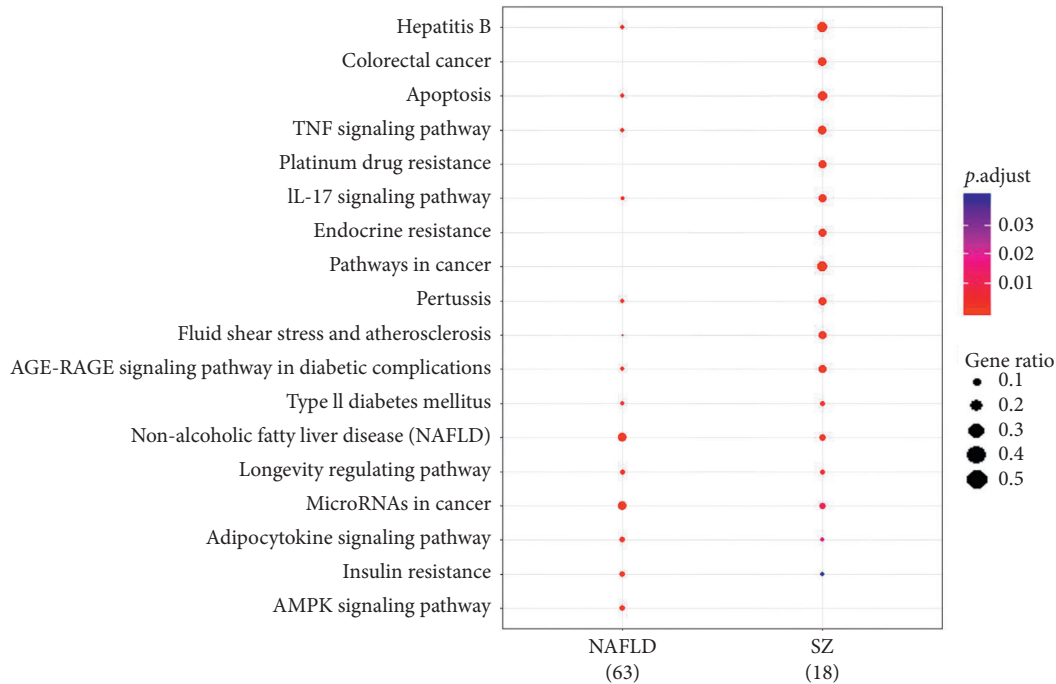 Hepatitis B
Colorectal cancer
Apoptosis
TNF signaling pathway
Platinum drug resistance
lL-17 signaling pathway
Endocrine resistance
Pathways in cancer
Pertussis
Fluid shear stress and atherosclerosis
AGE-RAGE signaling pathway in diabetic complications
Type ll diabetes mellitus
Non-alcoholic fatty liver disease (NAFLD)
Longevity regulating pathway
MicroRNAs in cancer
Adipocytokine signaling pathway
Insulin resistance
AMPK signaling pathway
NAFLD
(63)
SZ
(18)
p.adjust
0.03
0.02
0.01
Gene ratio
0.1
0.2
0.3
0.4
0.5